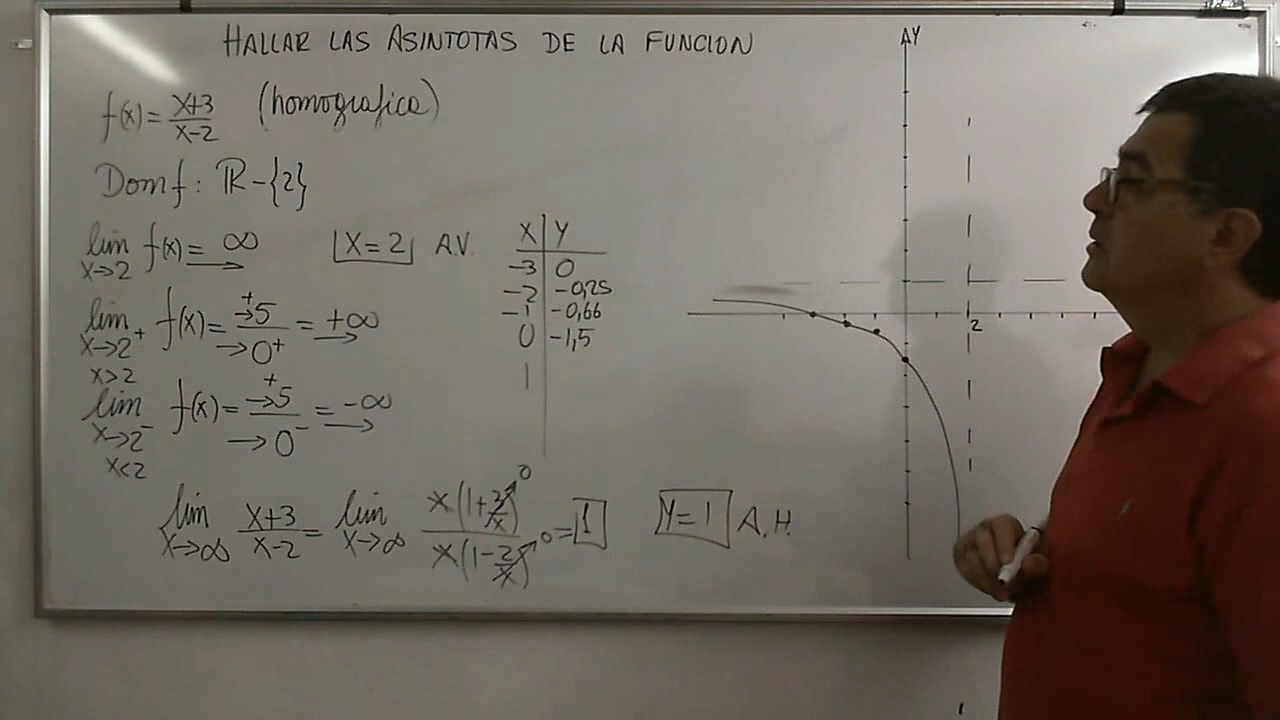 HALLAR LAS ASINTOTAS DE LA FUNCION
f(x) = x+3 / x-2 (homografica)
Dom f : ℝ - {2}
lim x→2 f(x) = ∞ → X = 2 A.V.
lim x→2⁺ x>2 f(x) = →5⁺ / →0⁺ = +∞ →
lim x→2⁻ x<2 f(x) = →5⁺ / →0⁻ = -∞ →
lim x→∞ x+3 / x-2 = lim x→∞ x(1+3/x)→0 / x(1-2/x)→0 = 1 Y=1 A.H.
X | Y
-3 | 0
-2 | -0,25
-1 | -0,66
0 | -1,5
1 |
Y
2